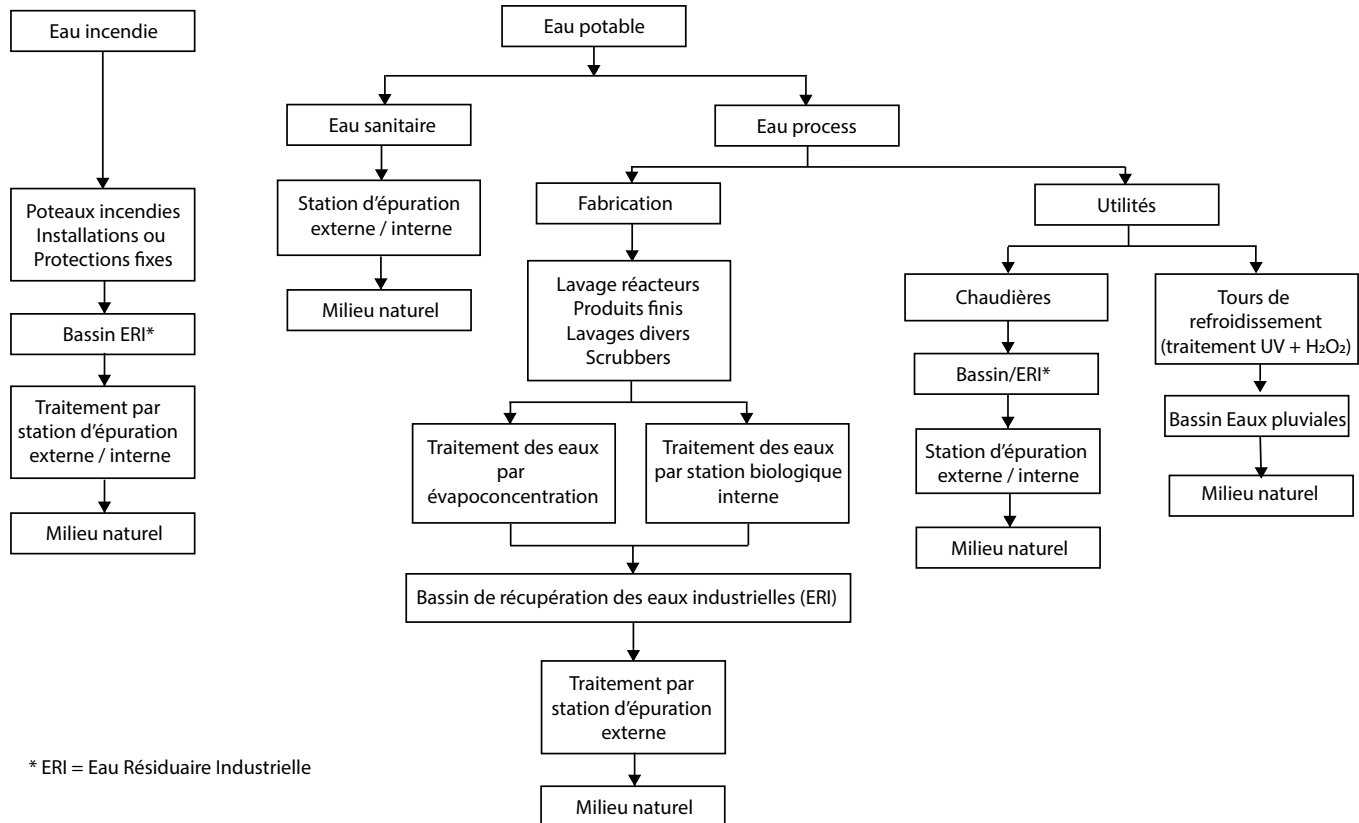 Eau incendie
Poteaux incendies
Installations ou
Protections fixes
Bassin ERI*
Traitement par
station d'épuration
externe / interne
Milieu naturel
Eau potable
Eau sanitaire
Station d'épuration
externe / interne
Milieu naturel
Eau process
Fabrication
Lavage réacteurs
Produits finis
Lavages divers
Scrubbers
Traitement des eaux
par
évapoconcentration
Traitement des eaux
par station biologique
interne
Bassin de récupération des eaux industrielles (ERI)
Traitement par
station d'épuration
externe
Milieu naturel
Utilités
Chaudières
Bassin/ERI*
Station d'épuration
externe / interne
Milieu naturel
Tours de
refroidissement
(traitement UV + H₂O₂)
Bassin Eaux pluviales
Milieu naturel
* ERI = Eau Résiduaire Industrielle